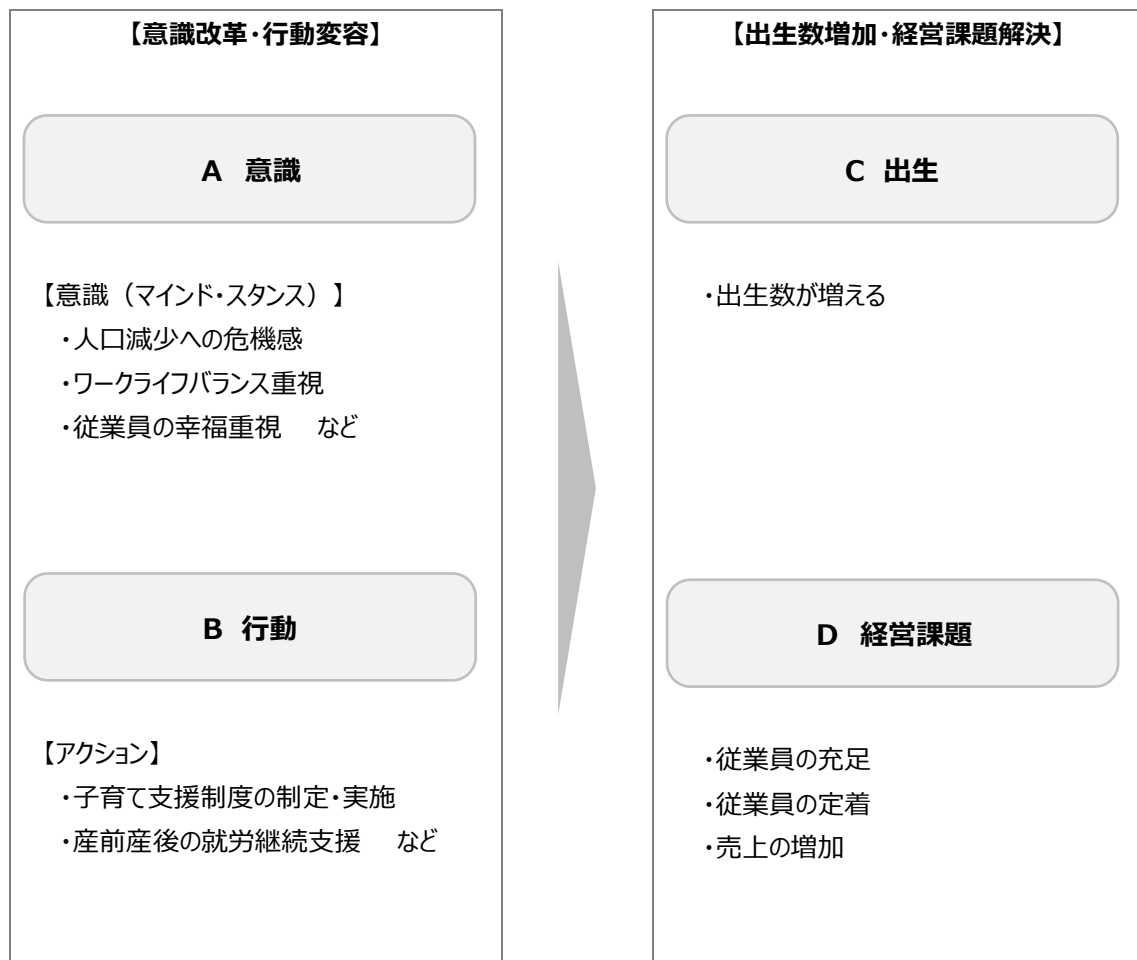 【意識改革・行動変容】
A 意識
【意識（マインド・スタンス）】
・人口減少への危機感
・ワークライフバランス重視
・従業員の幸福重視　など
B 行動
【アクション】
・子育て支援制度の制定・実施
・産前産後の就労継続支援　など
【出生数増加・経営課題解決】
C 出生
・出生数が増える
D 経営課題
・従業員の充足
・従業員の定着
・売上の増加